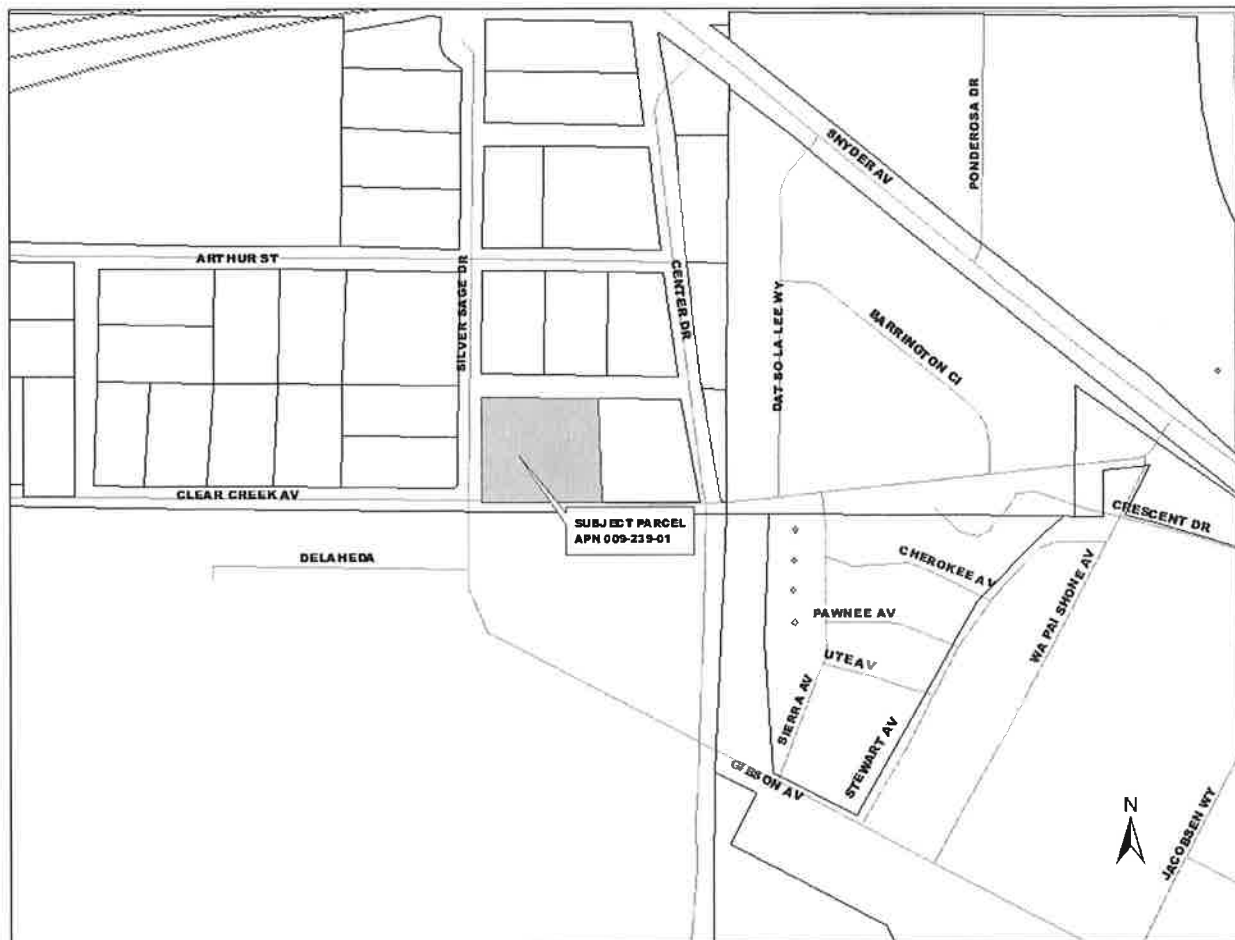 SNYDER AV
PONDEROSA DR
ARTHUR ST
SILVER SAGE DR
CENTER DR
DAT SO LA LEE WY
BARRINGTON CI
CLEAR CREEK AV
SUBJECT PARCEL
APN 009-239-01
CRESCENT DR
DELAHEDA
CHEROKEE AV
WA PAI SHONE AV
PAWNEE AV
UTE AV
SIERRA AV
STEWART AV
GIBSON AV
N
JACOBSEN WY